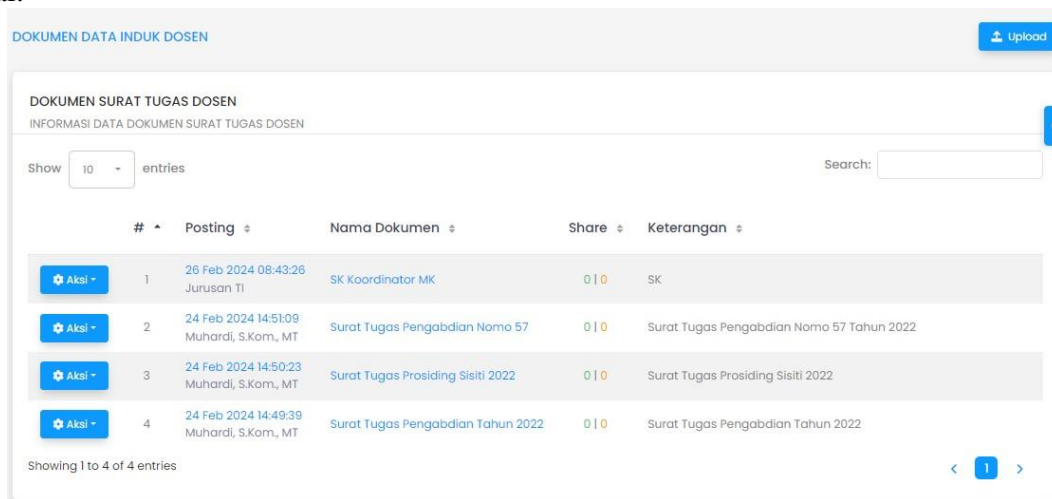 DOKUMEN DATA INDUK DOSEN
Upload
DOKUMEN SURAT TUGAS DOSEN
INFORMASI DATA DOKUMEN SURAT TUGAS DOSEN
Show 10 entries Search:
# Posting Nama Dokumen Share Keterangan
Aksi 1 26 Feb 2024 08:43:26 SK Koordinator MK 0 | 0 SK
Jurusan TI
Aksi 2 24 Feb 2024 14:51:09 Surat Tugas Pengabdian Nomo 57 0 | 0 Surat Tugas Pengabdian Nomo 57 Tahun 2022
Muhardi, S.Kom., MT
Aksi 3 24 Feb 2024 14:50:23 Surat Tugas Prosiding Sisiti 2022 0 | 0 Surat Tugas Prosiding Sisiti 2022
Muhardi, S.Kom., MT
Aksi 4 24 Feb 2024 14:49:39 Surat Tugas Pengabdian Tahun 2022 0 | 0 Surat Tugas Pengabdian Tahun 2022
Muhardi, S.Kom., MT
Showing 1 to 4 of 4 entries < 1 >